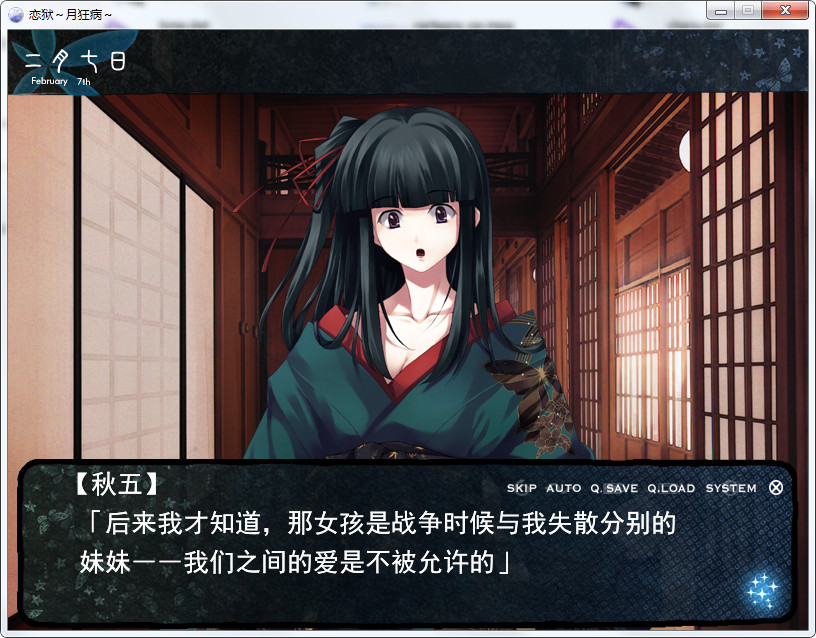 恋狱～月狂病～
二月七日
February 7th
【秋五】
SKIP AUTO Q.SAVE Q.LOAD SYSTEM
「后来我才知道，那女孩是战争时候与我失散分别的
妹妹——我们之间的爱是不被允许的」